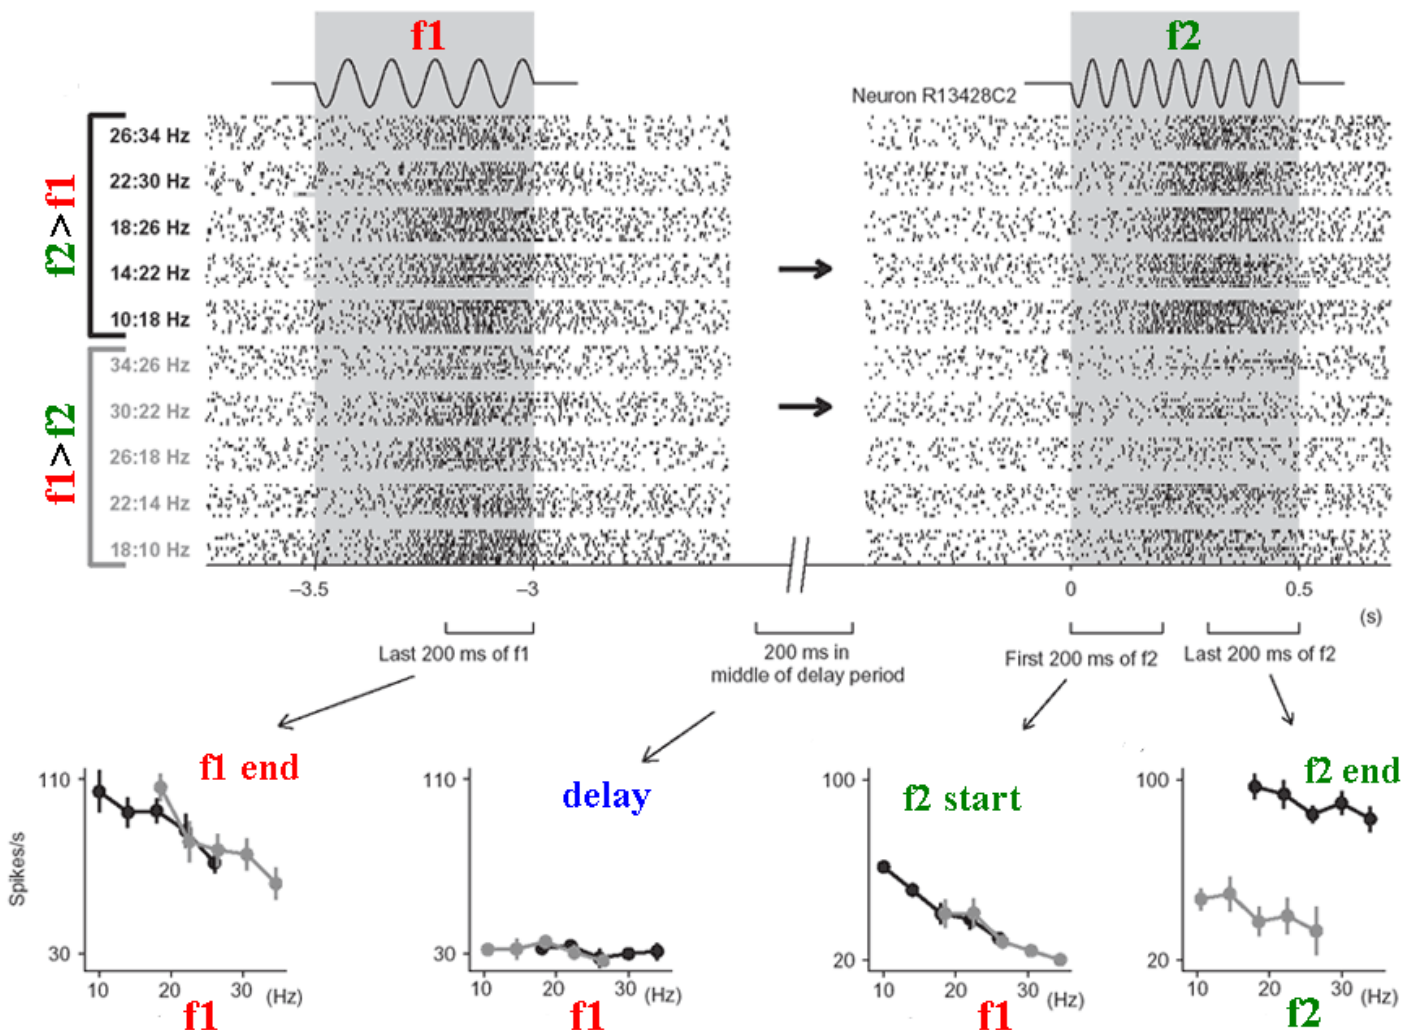 f1
f2
Neuron R13428C2
f2>f1
26:34 Hz
22:30 Hz
18:26 Hz
14:22 Hz
10:18 Hz
f1>f2
34:26 Hz
30:22 Hz
26:18 Hz
22:14 Hz
18:10 Hz
–3.5
–3
0
0.5
(s)
Last 200 ms of f1
200 ms in
middle of delay period
First 200 ms of f2
Last 200 ms of f2
f1 end
110
30
Spikes/s
10
20
30
(Hz)
f1
delay
110
30
10
20
30
(Hz)
f1
f2 start
100
20
10
20
30
(Hz)
f1
f2 end
100
20
10
20
30
(Hz)
f2